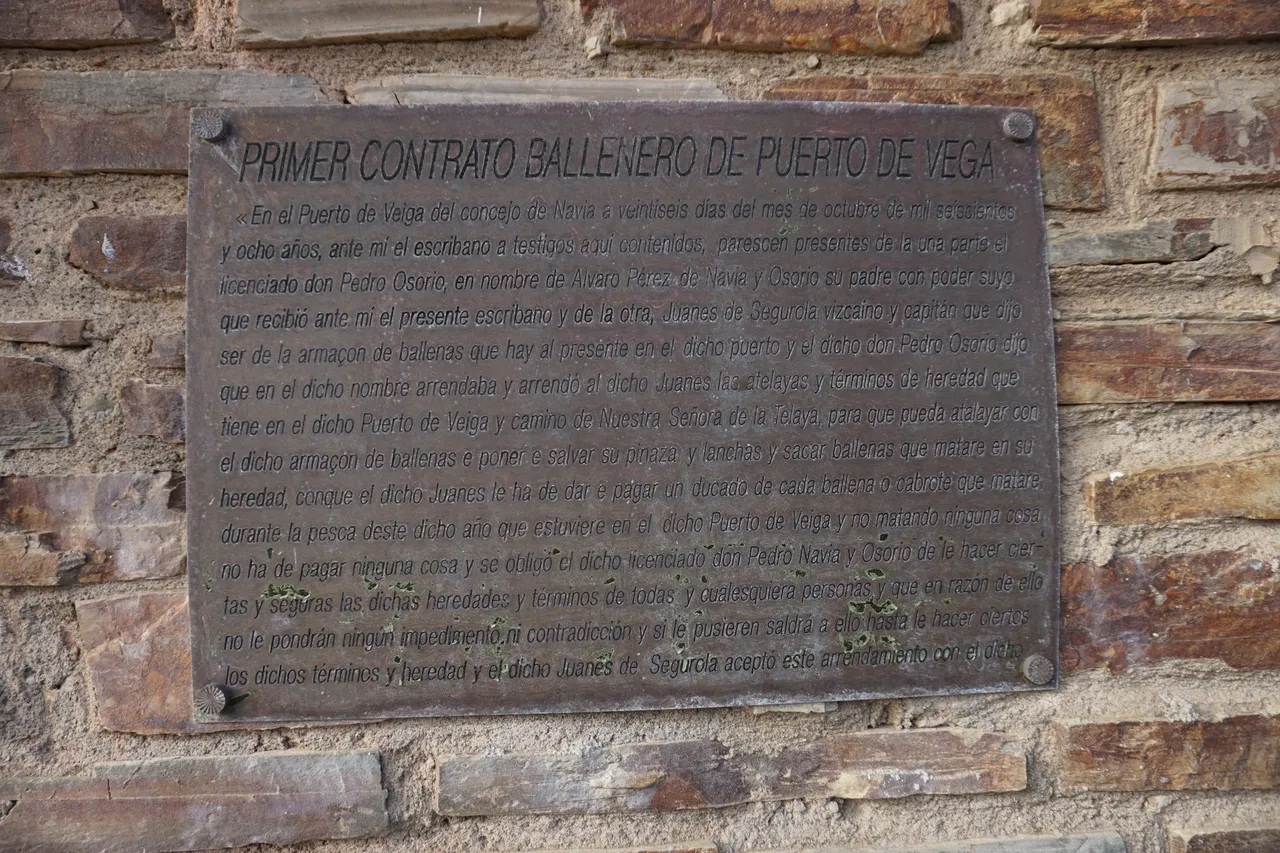 PRIMER CONTRATO BALLENERO DE PUERTO DE VEGA
«En el Puerto de Veiga del concejo de Navia a veintiseis días del mes de octubre de mil seiscientos
y ocho años, ante mi el escribano a testigos aqui contenidos, parescen presentes de la una parte el
licenciado don Pedro Osorio, en nombre de Alvaro Pérez de Navia y Osorio su padre con poder suyo
que recibió ante mí el presente escribano y de la otra, Juanes de Segurola vizcaino y capitán que dijo
ser de la armaçon de ballenas que hay al presente en el dicho puerto y el dicho don Pedro Osorio dijo
que en el dicho nombre arrendaba y arrendó al dicho Juanes las atelayas y términos de heredad que
tiene en el dicho Puerto de Veiga y camino de Nuestra Señora de la Telaya, para que pueda atalayar con
el dicho armaçon de ballenas e poner e salvar su pinaza y lanchas y sacar ballenas que matare en su
heredad, conque el dicho Juanes le ha de dar e pagar un ducado de cada ballena o cabrote que matare
durante la pesca deste dicho año que estuviere en el dicho Puerto de Veiga y no matando ninguna cosa
no ha de pagar ninguna cosa y se obligó el dicho licenciado don Pedro Navia y Osorio de le hacer cier-
tas y seguras las dichas heredades y términos de todas y cualesquiera personas y que en razón de ello
no le pondrán ningún impedimento ni contradicción y si le pusieren saldrá a ello hasta le hacer ciertos
los dichos términos y heredad y el dicho Juanes de Segurola aceptó este arrendamiento con el dicho